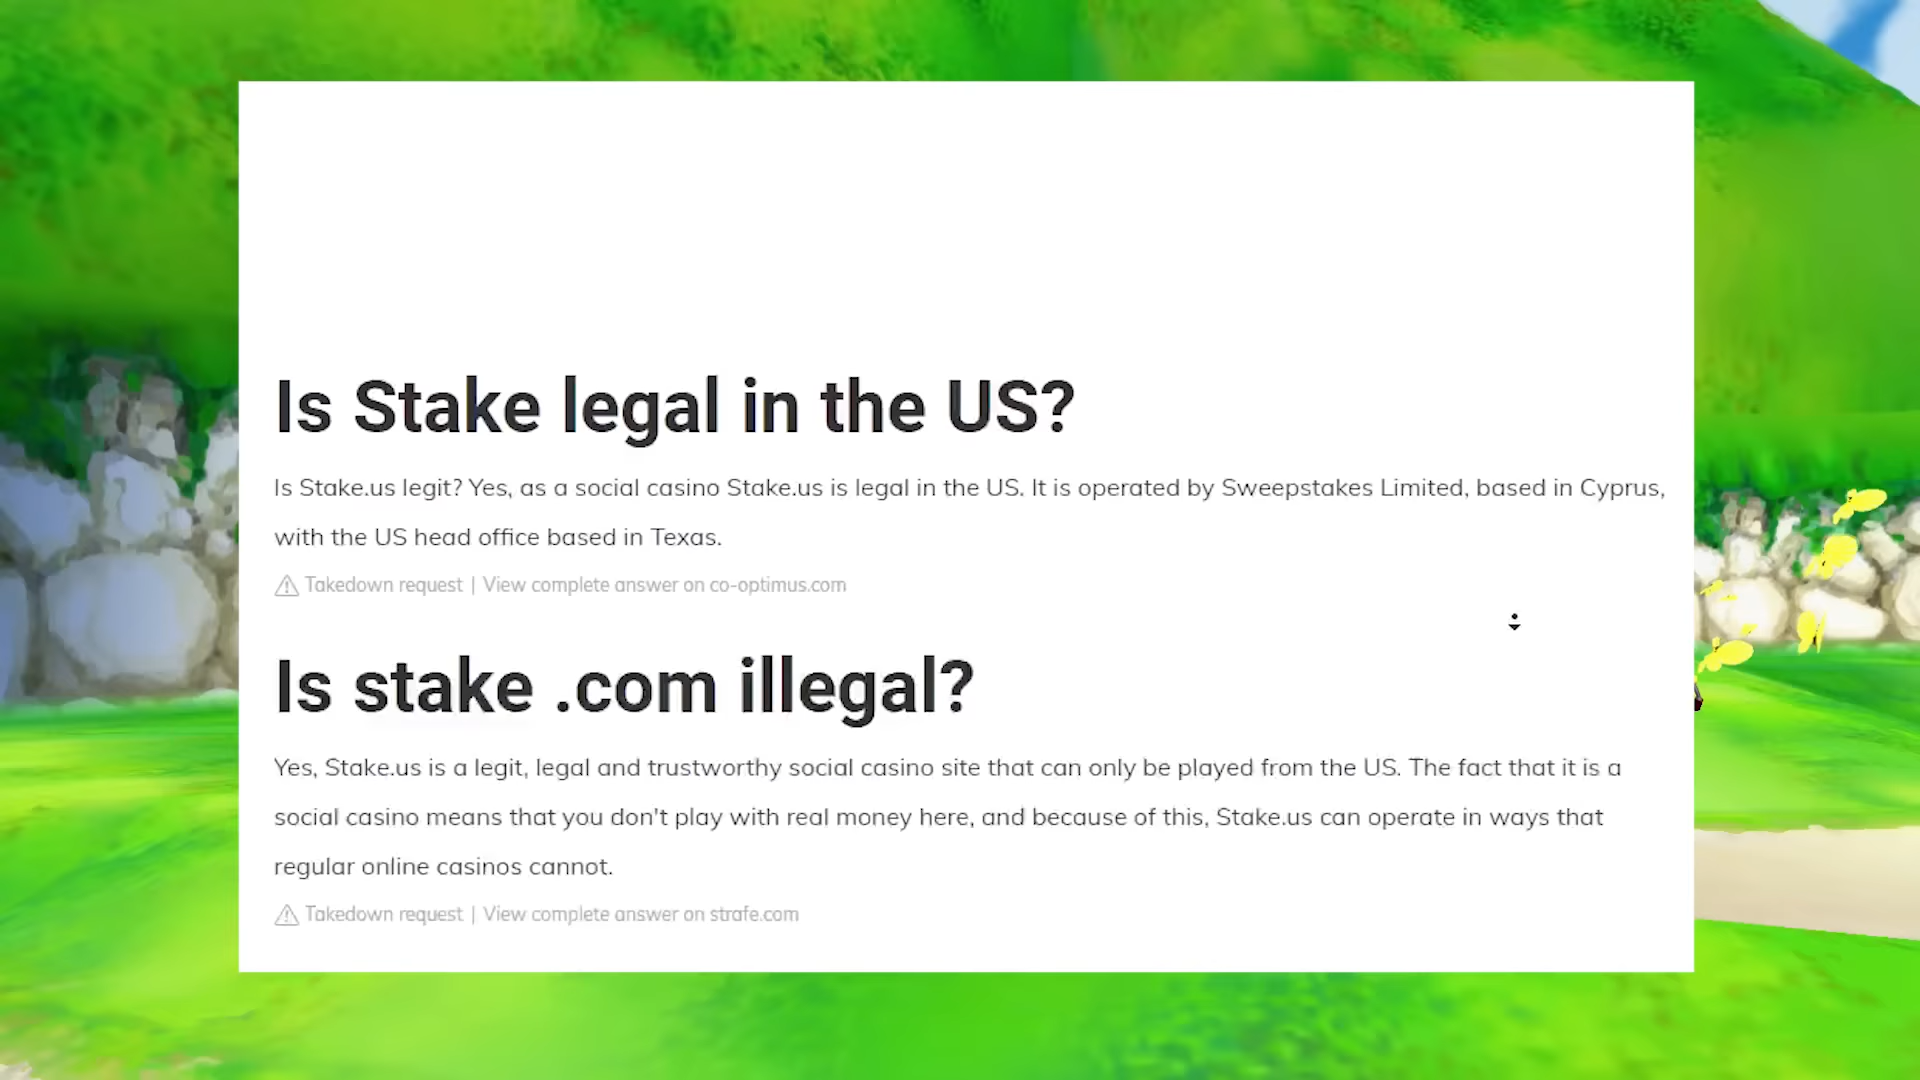 Is Stake legal in the US?
Is Stake.us legit? Yes, as a social casino Stake.us is legal in the US. It is operated by Sweepstakes Limited, based in Cyprus,
with the US head office based in Texas.
Takedown request | View complete answer on co-optimus.com
Is stake .com illegal?
Yes, Stake.us is a legit, legal and trustworthy social casino site that can only be played from the US. The fact that it is a
social casino means that you don't play with real money here, and because of this, Stake.us can operate in ways that
regular online casinos cannot.
Takedown request | View complete answer on strafe.com